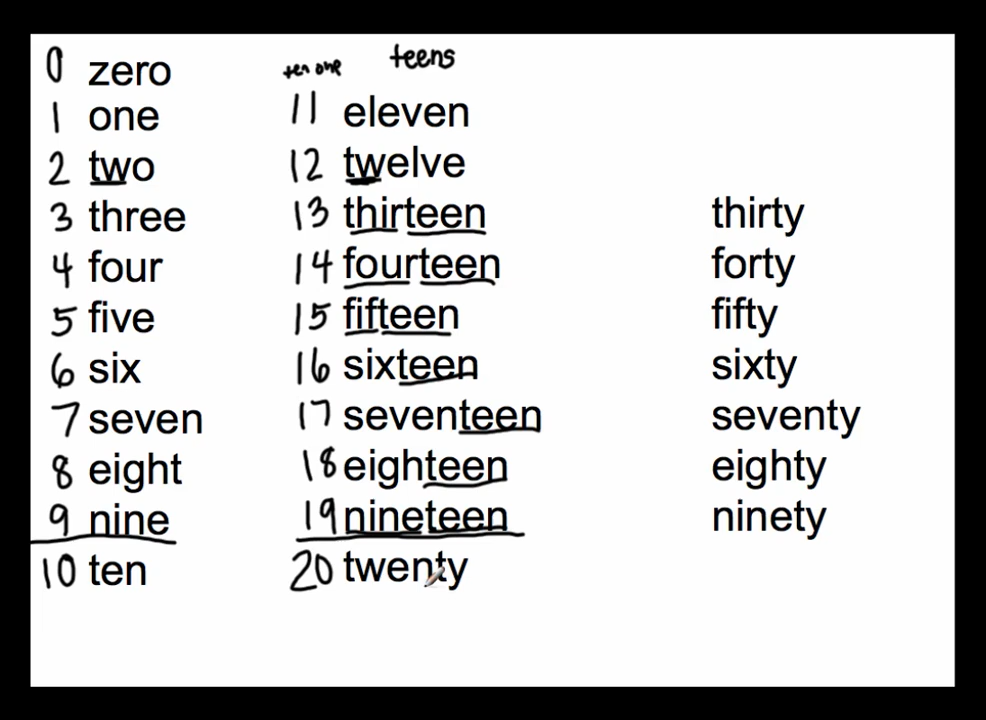 0 zero
1 one
2 two
3 three
4 four
5 five
6 six
7 seven
8 eight
9 nine
10 ten
teens
ten one
11 eleven
12 twelve
13 thirteen
14 fourteen
15 fifteen
16 sixteen
17 seventeen
18 eighteen
19 nineteen
20 twenty
thirty
forty
fifty
sixty
seventy
eighty
ninety